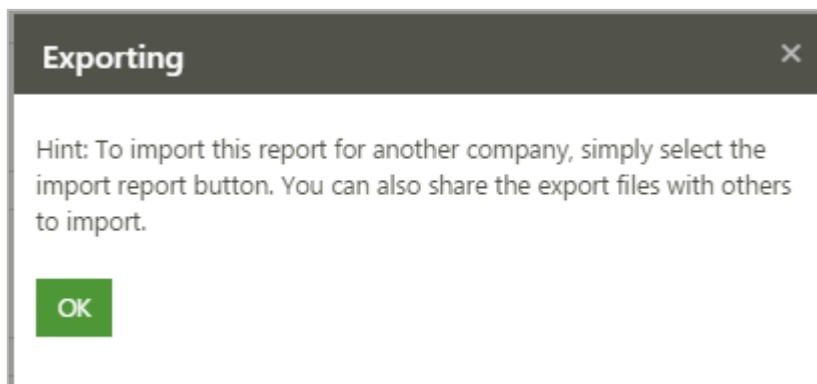 Exporting
Hint: To import this report for another company, simply select the
import report button. You can also share the export files with others
to import.
OK